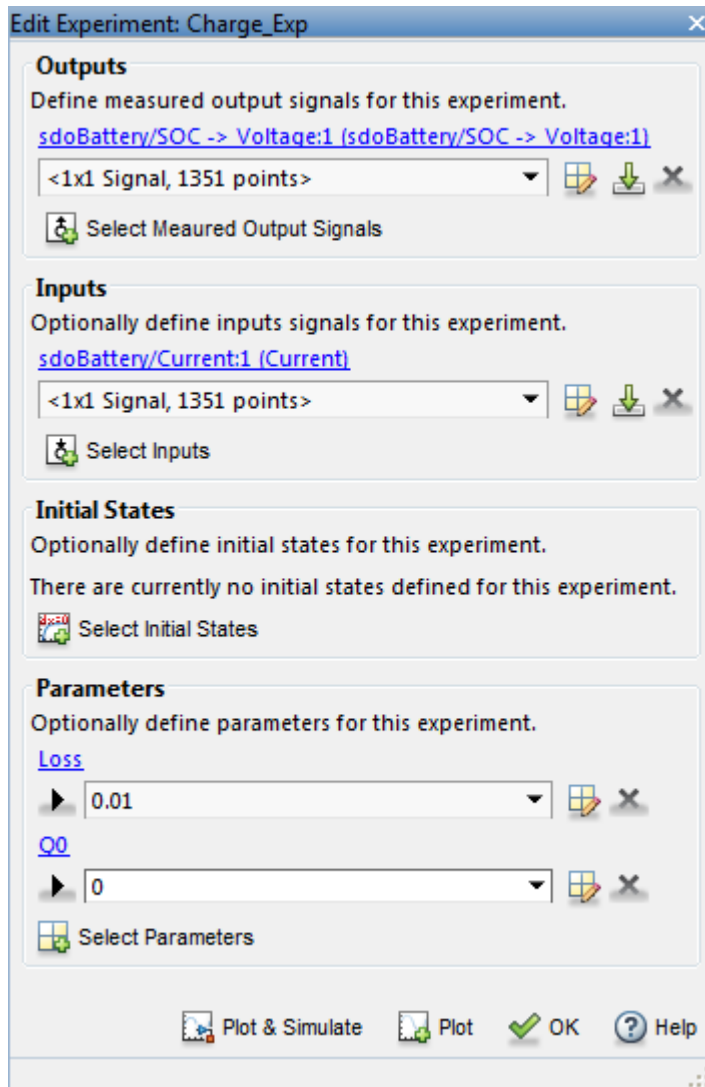 Edit Experiment: Charge_Exp
Outputs
Define measured output signals for this experiment.
sdoBattery/SOC -> Voltage:1 (sdoBattery/SOC -> Voltage:1)
<1x1 Signal, 1351 points>
Select Meaured Output Signals
Inputs
Optionally define inputs signals for this experiment.
sdoBattery/Current:1 (Current)
<1x1 Signal, 1351 points>
Select Inputs
Initial States
Optionally define initial states for this experiment.
There are currently no initial states defined for this experiment.
Select Initial States
Parameters
Optionally define parameters for this experiment.
Loss
0.01
Q0
0
Select Parameters
Plot & Simulate Plot OK Help